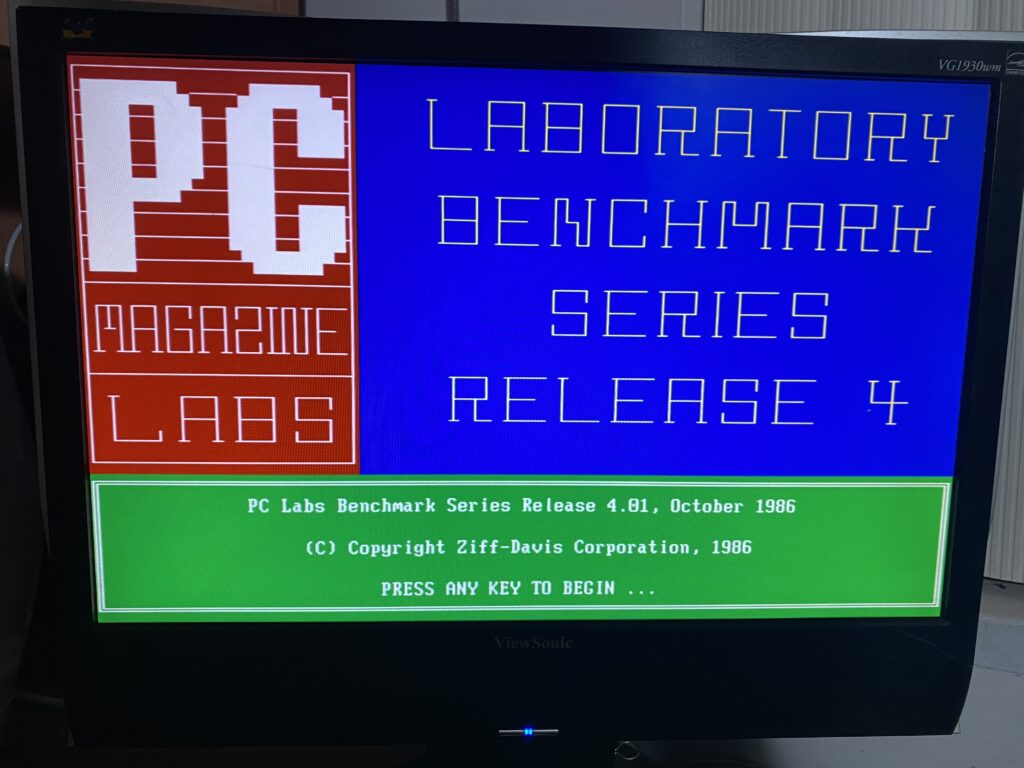 VG1930wm
PC
MAGAZINE
LABS
LABORATORY
BENCHMARK
SERIES
RELEASE 4
PC Labs Benchmark Series Release 4.01, October 1986
(C) Copyright Ziff-Davis Corporation, 1986
PRESS ANY KEY TO BEGIN ...
ViewSonic